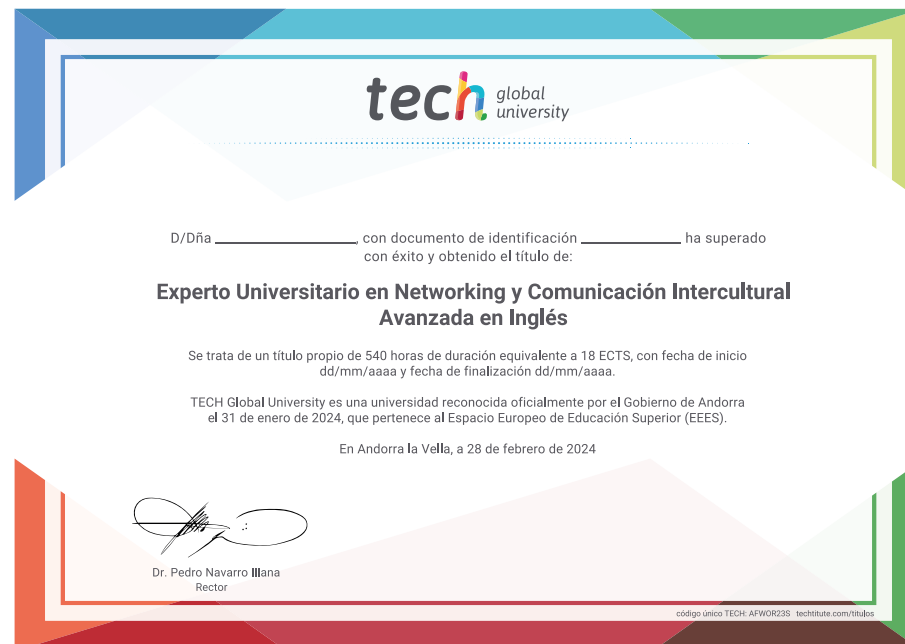 tech global university
D/Dña ____________, con documento de identificación ____________ ha superado
con éxito y obtenido el título de:
Experto Universitario en Networking y Comunicación Intercultural
Avanzada en Inglés
Se trata de un título propio de 540 horas de duración equivalente a 18 ECTS, con fecha de inicio
dd/mm/aaaa y fecha de finalización dd/mm/aaaa.
TECH Global University es una universidad reconocida oficialmente por el Gobierno de Andorra
el 31 de enero de 2024, que pertenece al Espacio Europeo de Educación Superior (EEES).
En Andorra la Vella, a 28 de febrero de 2024
Dr. Pedro Navarro Illana
Rector
código único TECH: AFWOR23S techtitute.com/titulos